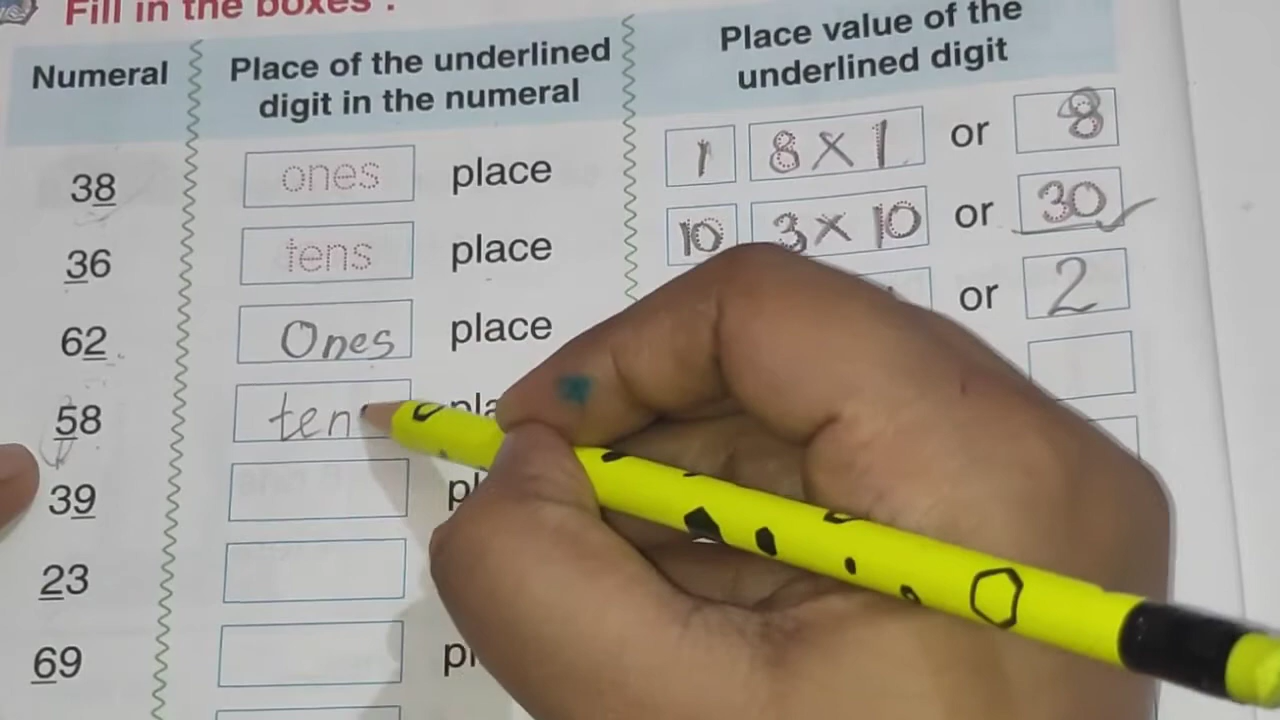 Fill in the boxes :
Numeral Place of the underlined digit in the numeral Place value of the underlined digit
38 ones place 1 8 × 1 or 8
36 tens place 10 3 × 10 or 30
62 Ones place or 2
58 ten
39
23
69